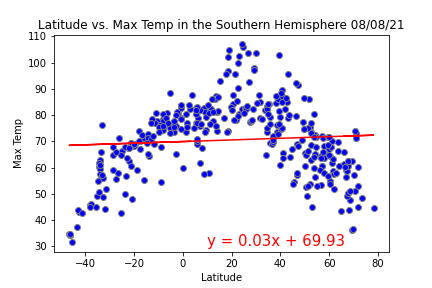 Latitude vs. Max Temp in the Southern Hemisphere 08/08/21
110
100
90
80
70
60
50
40
30
Max Temp
y = 0.03x + 69.93
−40 −20 0 20 40 60 80
Latitude